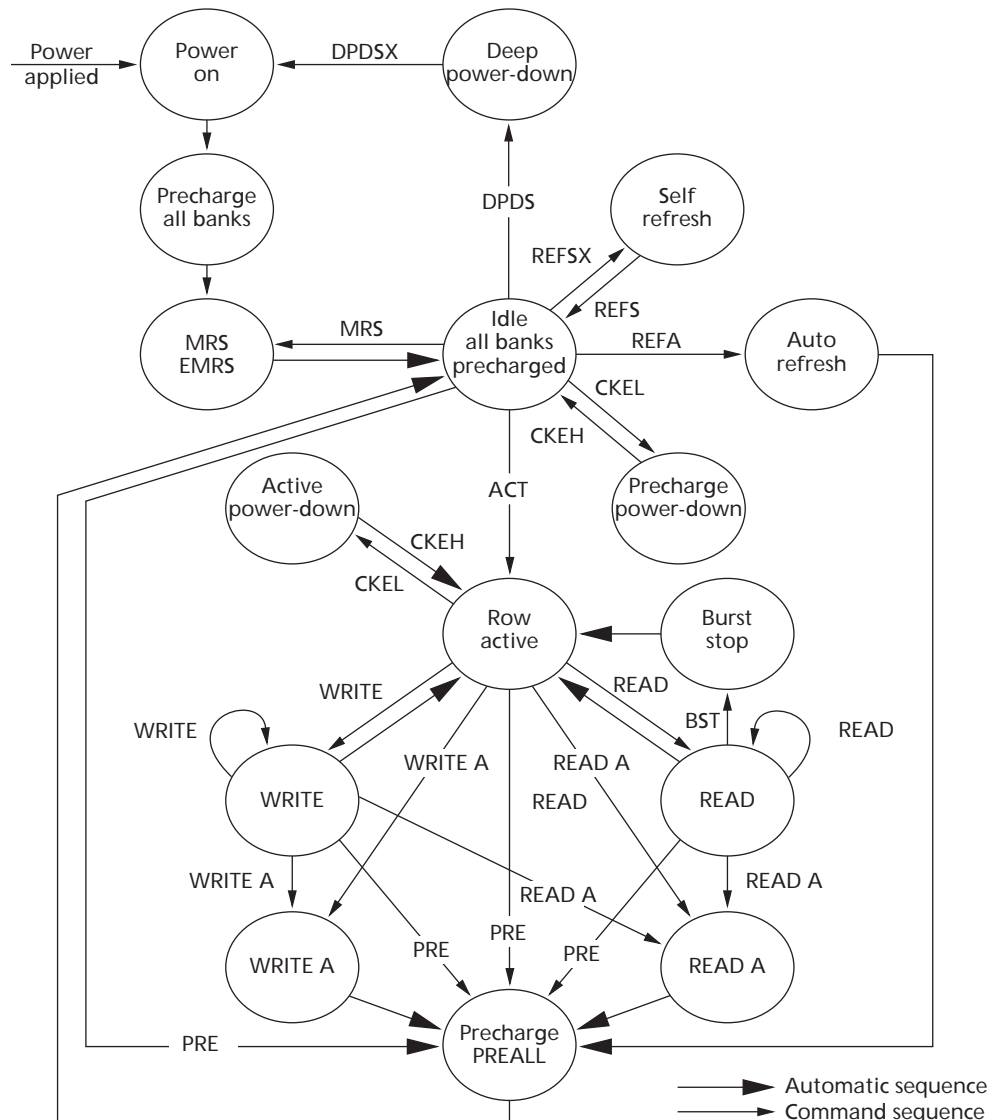 Power
applied
Power
on
DPDSX
Deep
power-down
Precharge
all banks
DPDS
Self
refresh
REFSX
REFS
MRS
EMRS
MRS
Idle
all banks
precharged
REFA
Auto
refresh
CKEL
CKEH
Active
power-down
ACT
Precharge
power-down
CKEH
CKEL
Row
active
Burst
stop
WRITE
READ
WRITE
BST
READ
WRITE A
READ A
WRITE
READ
READ
WRITE A
READ A
READ A
PRE
PRE
PRE
WRITE A
READ A
Precharge
PREALL
PRE
Automatic sequence
Command sequence